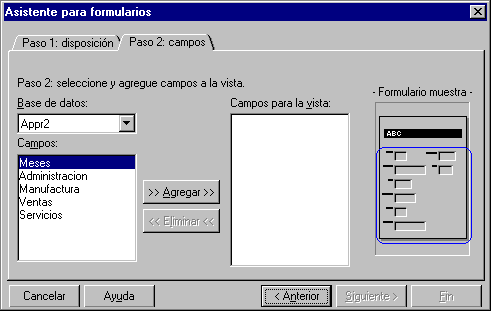 Asistente para formularios
Paso 1: disposición
Paso 2: campos
Paso 2: seleccione y agregue campos a la vista.
Base de datos:
Appr2
Campos:
Meses
Administracion
Manufactura
Ventas
Servicios
>> Agregar >>
<< Eliminar <<
Campos para la vista:
- Formulario muestra -
ABC
Cancelar
Ayuda
< Anterior
Siguiente >
Fin